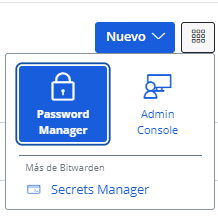 Nuevo
Password
Manager
Admin
Console
Más de Bitwarden
Secrets Manager